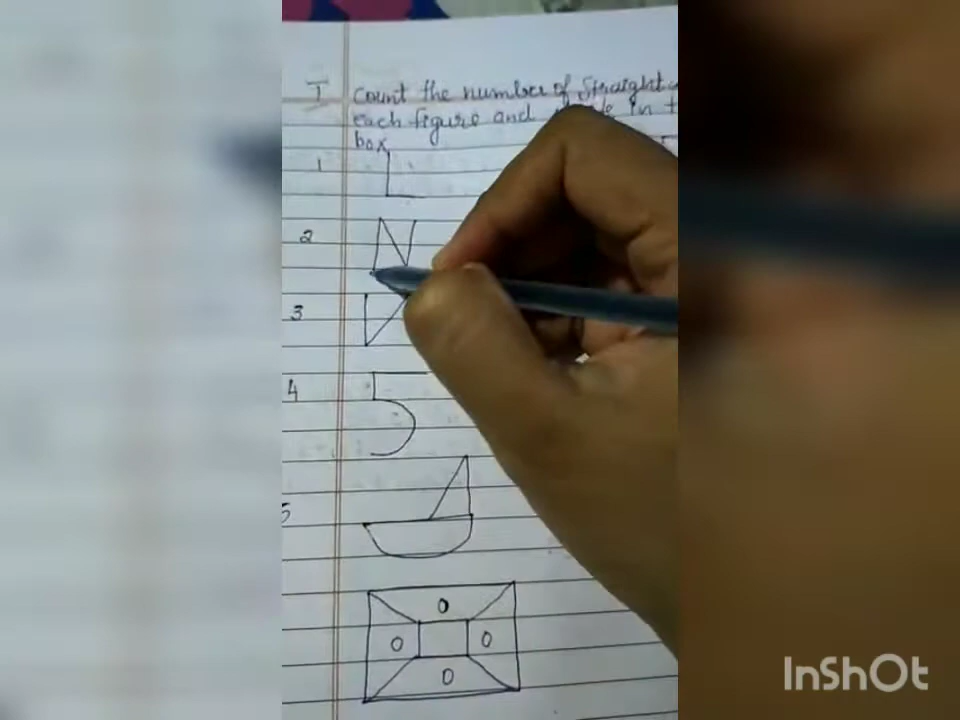 I Count the number of straight
each figure and in
box
1 L
2 N
3
4
5
0
0 0
0
InShOt